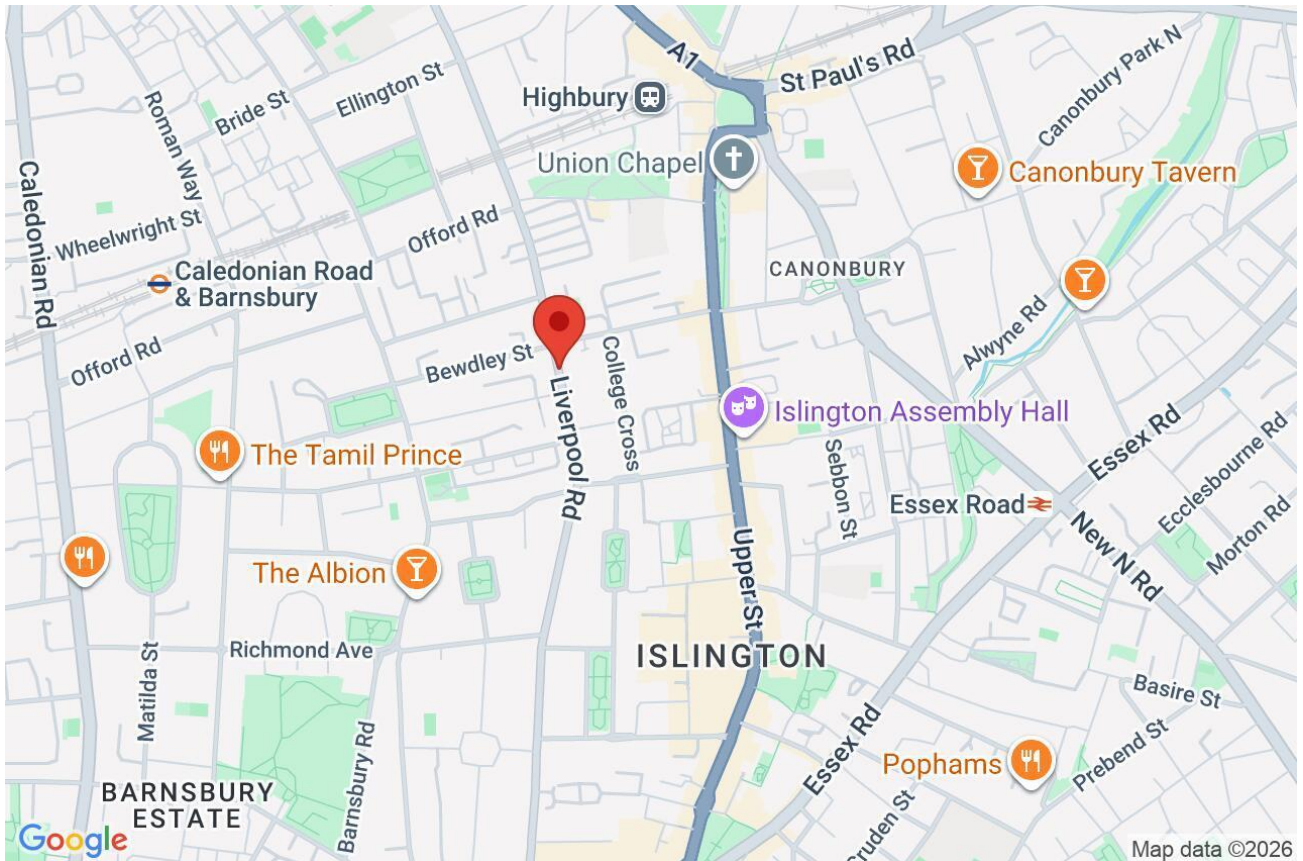 A1
St Paul's Rd
Canonbury Park N
Ellington St
Bride St
Highbury
Roman Way
Union Chapel
Canonbury Tavern
Caledonian Rd
Wheelwright St
Offord Rd
Caledonian Road
& Barnsbury
CANONBURY
Alwyne Rd
Offord Rd
Bewdley St
College Cross
Liverpool Rd
Islington Assembly Hall
Essex Rd
Ecclesbourne Rd
The Tamil Prince
Sebbon St
Essex Road
Morton Rd
New N Rd
The Albion
Upper St
Richmond Ave
ISLINGTON
Matilda St
Basire St
Barnsbury Rd
Essex Rd
Prebend St
Pophams
BARNSBURY
ESTATE
Cruden St
Google
Map data ©2026